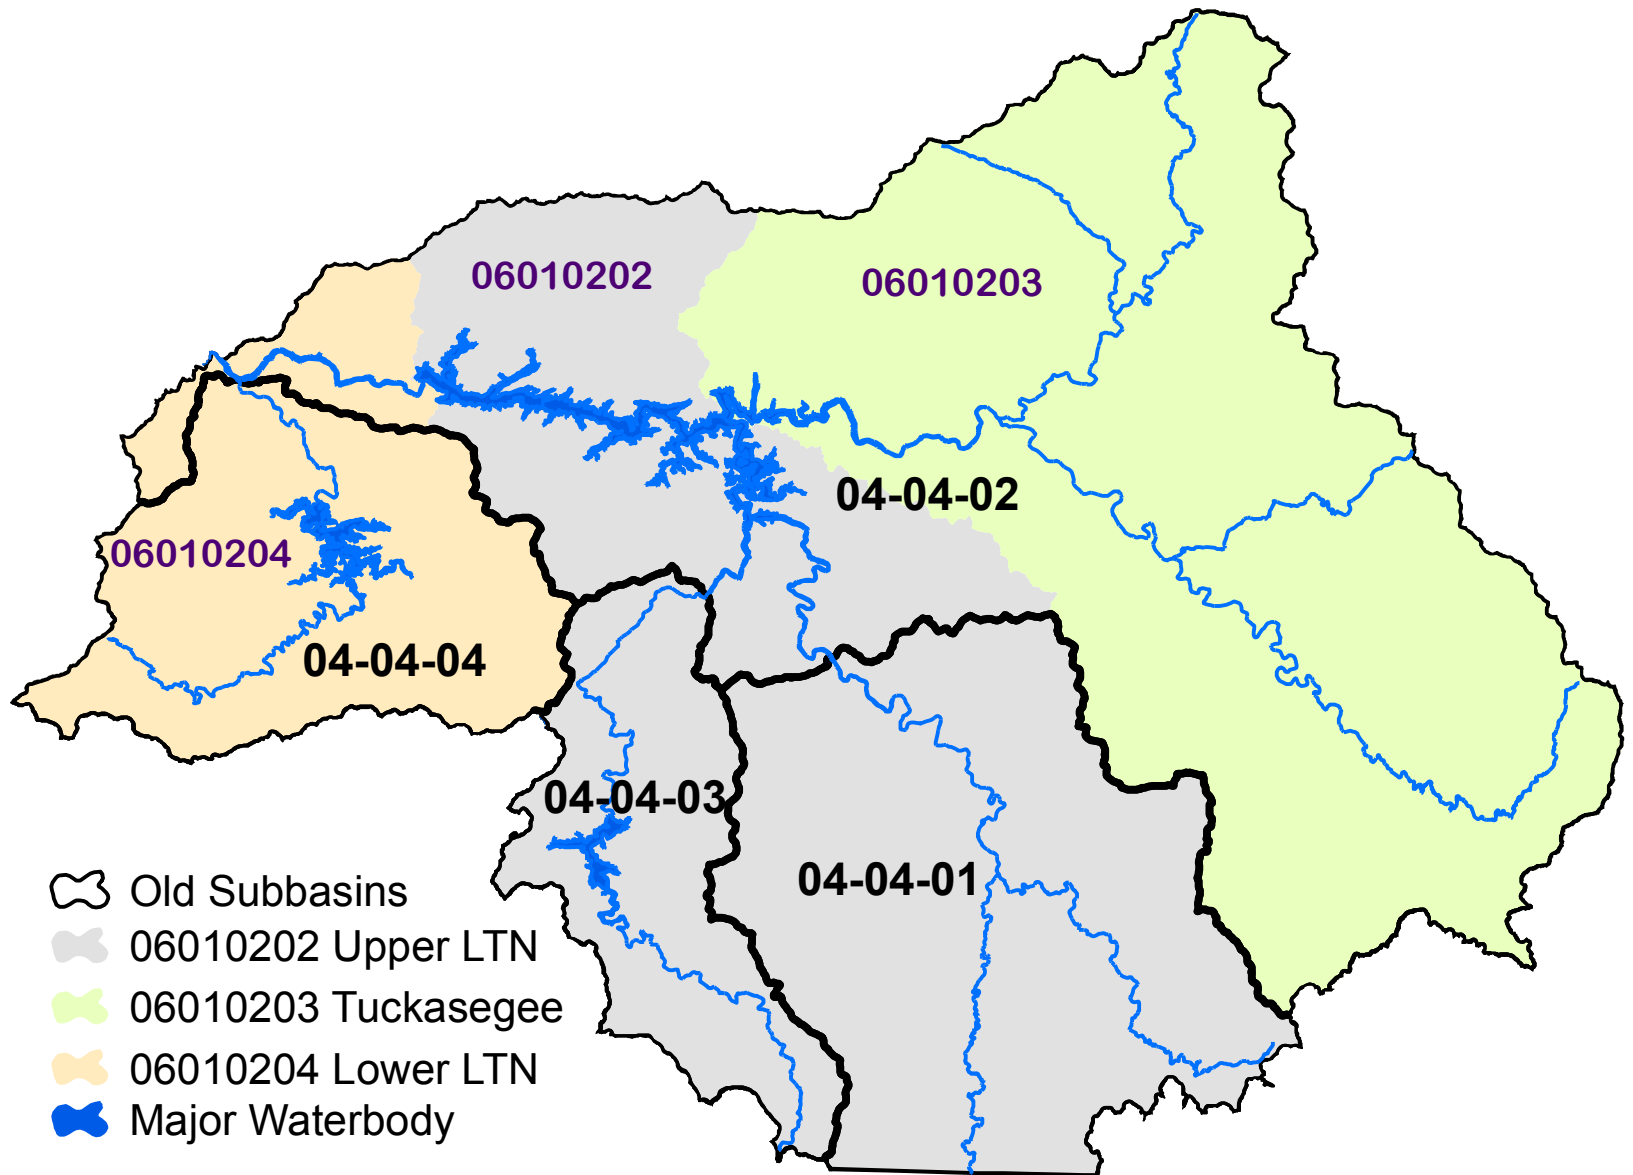 06010202
06010203
04-04-02
06010204
04-04-04
04-04-03
04-04-01
Old Subbasins
06010202 Upper LTN
06010203 Tuckasegee
06010204 Lower LTN
Major Waterbody